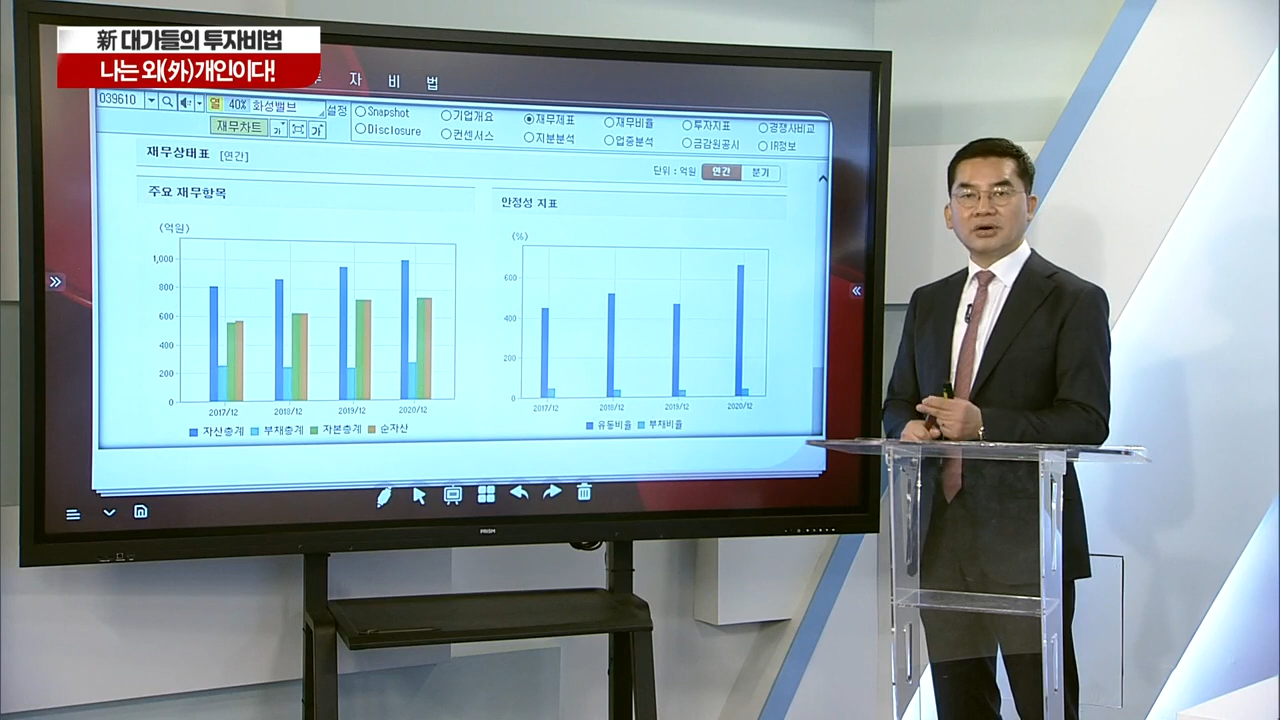 新 대가들의 투자비법
나는 외(外)개인이다!
투 자 비 법
039610 열 40% 화성밸브 설정
재무차트
Snapshot 기업개요 재무제표 재무비율 투자지표 경쟁사비교
Disclosure 컨센서스 지분분석 업종분석 금감원공시 IR정보
재무상태표 [연간]
단위 : 억원 연간 분기
주요 재무항목
(억원)
1,000
800
600
400
200
0
2017/12 2018/12 2019/12 2020/12
자산총계 부채총계 자본총계 순자산
안정성 지표
(%)
600
400
200
0
2017/12 2018/12 2019/12 2020/12
유동비율 부채비율
PRISM